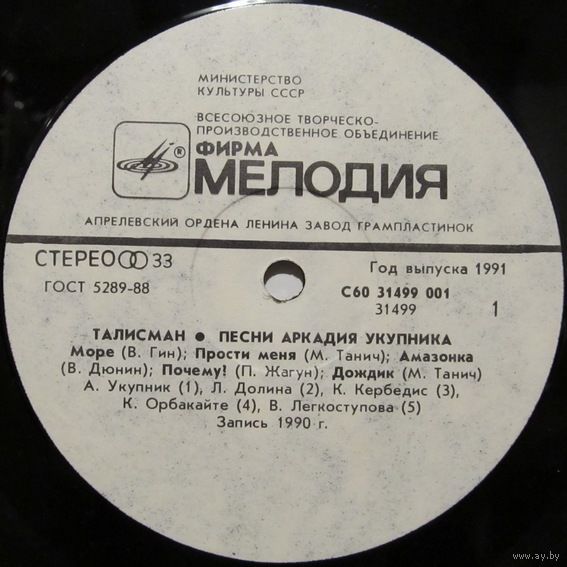 МИНИСТЕРСТВО
КУЛЬТУРЫ СССР
ВСЕСОЮЗНОЕ ТВОРЧЕСКО-
ПРОИЗВОДСТВЕННОЕ ОБЪЕДИНЕНИЕ
® ФИРМА
МЕЛОДИЯ
АПРЕЛЕВСКИЙ ОРДЕНА ЛЕНИНА ЗАВОД ГРАМПЛАСТИНОК
СТЕРЕО 33
Год выпуска 1991
ГОСТ 5289-88
С60 31499 001
31499
1
ТАЛИСМАН ● ПЕСНИ АРКАДИЯ УКУПНИКА
Море (В. Гин); Прости меня (М. Танич); Амазонка
(В. Дюнин); Почему! (П. Жагун); Дождик (М. Танич)
А. Укупник (1), Л. Долина (2), К. Кербедис (3),
К. Орбакайте (4), В. Легкоступова (5)
Запись 1990 г.
www.ay.by